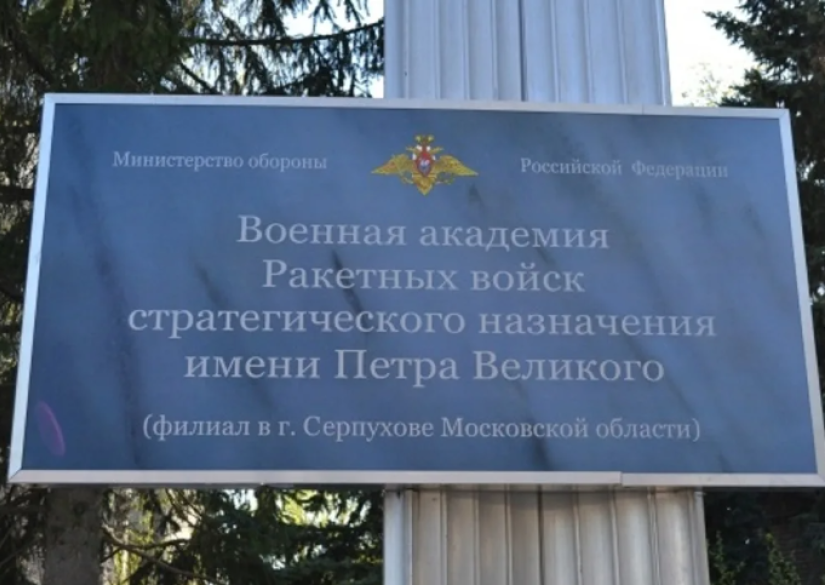 Министерство обороны Российской Федерации
Военная академия
Ракетных войск
стратегического назначения
имени Петра Великого
(филиал в г. Серпухове Московской области)